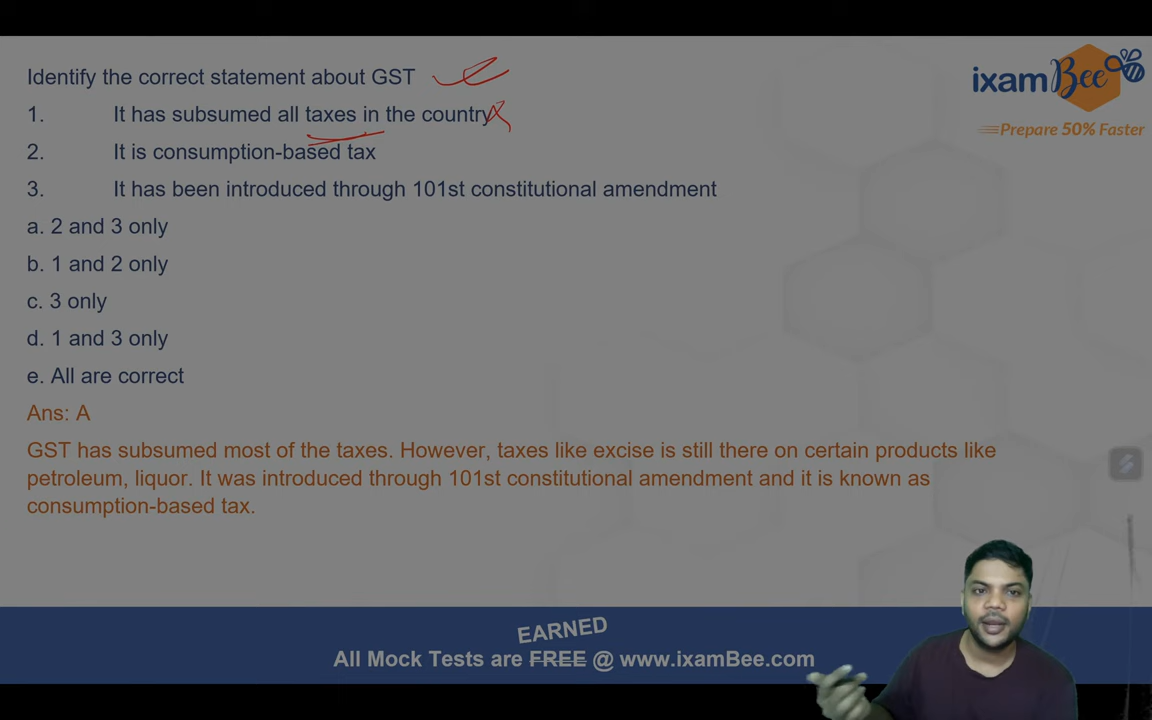 Identify the correct statement about GST
1. It has subsumed all taxes in the country
2. It is consumption-based tax
3. It has been introduced through 101st constitutional amendment
a. 2 and 3 only
b. 1 and 2 only
c. 3 only
d. 1 and 3 only
e. All are correct
Ans: A
GST has subsumed most of the taxes. However, taxes like excise is still there on certain products like
petroleum, liquor. It was introduced through 101st constitutional amendment and it is known as
consumption-based tax.
ixamBee
Prepare 50% Faster
EARNED
All Mock Tests are FREE @ www.ixamBee.com